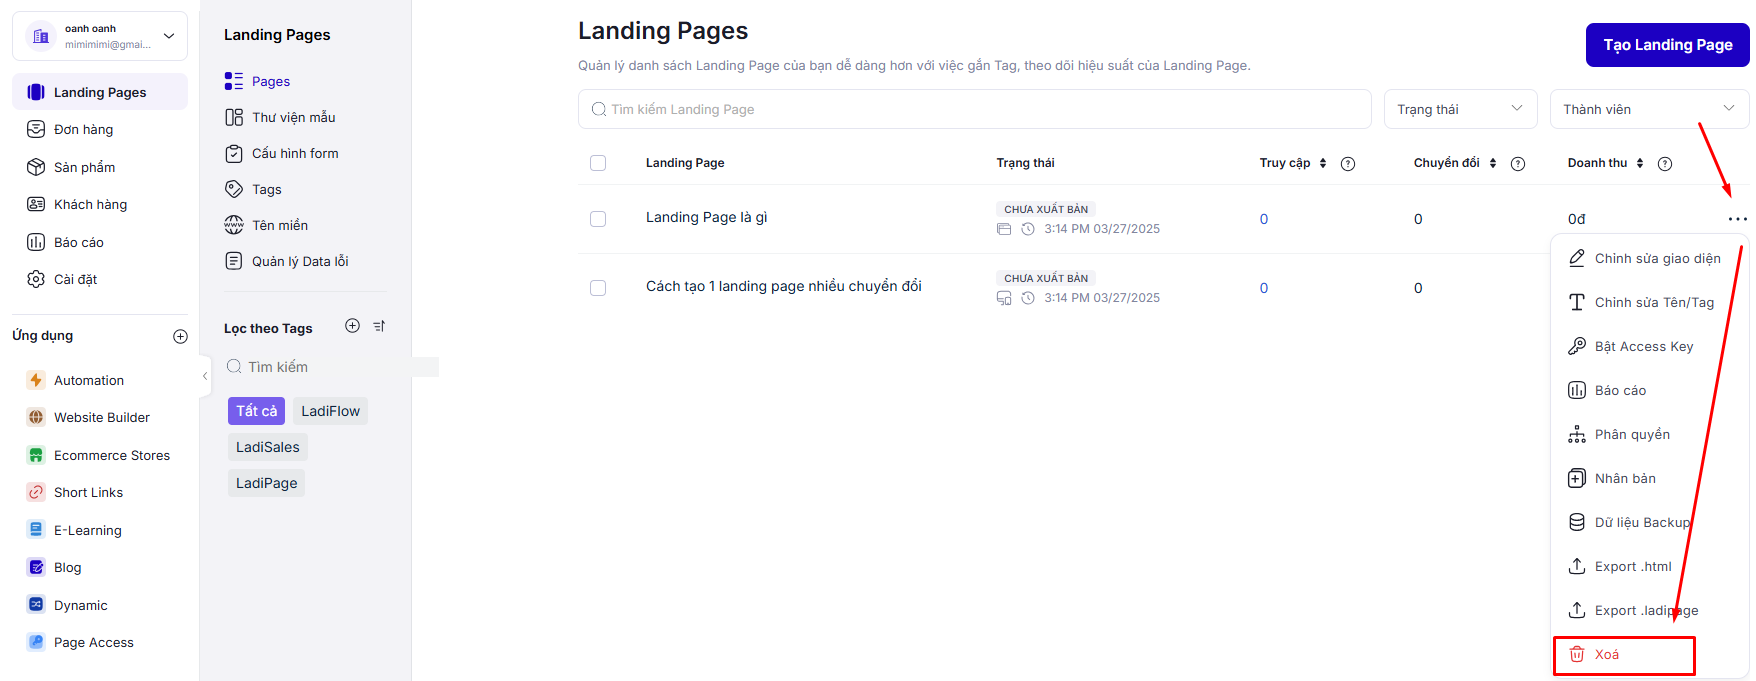 oanh oanh
mimimimi@gmai...
Landing Pages
Đơn hàng
Sản phẩm
Khách hàng
Báo cáo
Cài đặt
Ứng dụng
Automation
Website Builder
Ecommerce Stores
Short Links
E-Learning
Blog
Dynamic
Page Access
Landing Pages
Pages
Thư viện mẫu
Cấu hình form
Tags
Tên miền
Quản lý Data lỗi
Lọc theo Tags
Tìm kiếm
Tất cả LadiFlow
LadiSales
LadiPage
Landing Pages
Quản lý danh sách Landing Page của bạn dễ dàng hơn với việc gắn Tag, theo dõi hiệu suất của Landing Page.
Tạo Landing Page
Tìm kiếm Landing Page
Trạng thái
Thành viên
Landing Page Trạng thái Truy cập Chuyển đổi Doanh thu
Landing Page là gì
CHƯA XUẤT BẢN
3:14 PM 03/27/2025
0 0 0đ
Cách tạo 1 landing page nhiều chuyển đổi
CHƯA XUẤT BẢN
3:14 PM 03/27/2025
0 0
Chỉnh sửa giao diện
Chỉnh sửa Tên/Tag
Bật Access Key
Báo cáo
Phân quyền
Nhân bản
Dữ liệu Backup
Export .html
Export .ladipage
Xoá